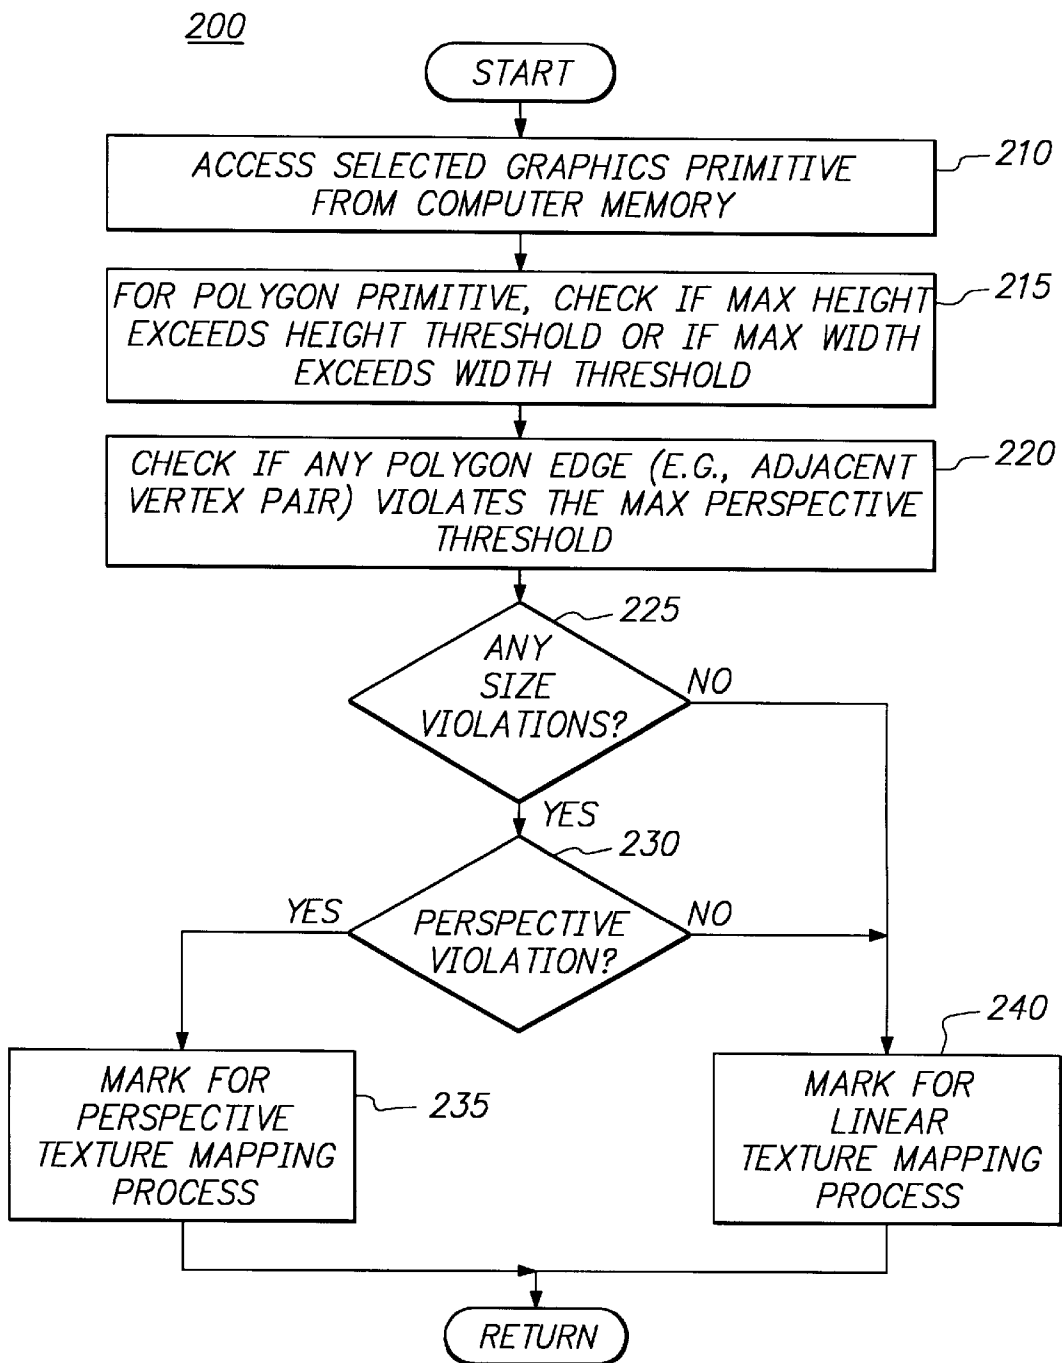 200
START
ACCESS SELECTED GRAPHICS PRIMITIVE
FROM COMPUTER MEMORY
210
FOR POLYGON PRIMITIVE, CHECK IF MAX HEIGHT
EXCEEDS HEIGHT THRESHOLD OR IF MAX WIDTH
EXCEEDS WIDTH THRESHOLD
215
CHECK IF ANY POLYGON EDGE (E.G., ADJACENT
VERTEX PAIR) VIOLATES THE MAX PERSPECTIVE
THRESHOLD
220
225
ANY
SIZE
VIOLATIONS?
NO
YES
230
PERSPECTIVE
VIOLATION?
YES
NO
MARK FOR
PERSPECTIVE
TEXTURE MAPPING
PROCESS
235
240
MARK FOR
LINEAR
TEXTURE MAPPING
PROCESS
RETURN